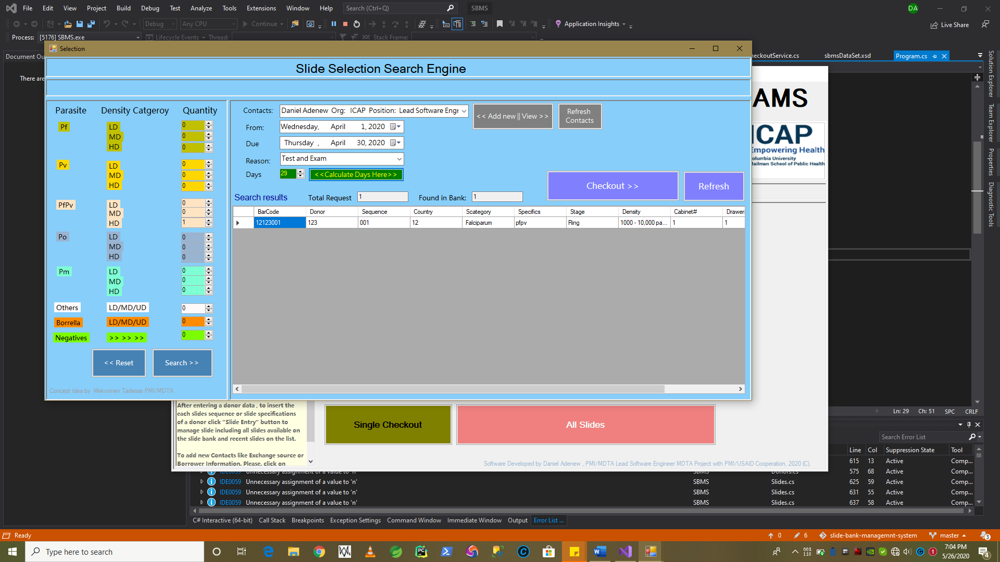 File Edit View Project Build Debug Test Analyze Tools Extensions Window Help Search (Ctrl+Q) SBMS DA
Debug Any CPU Continue Application Insights Live Share
Process: [5176] SBMS.exe Lifecycle Events Thread: Stack Frame:
Selection
Document Ou
eckoutService.cs sbmsDataSet.xsd Program.cs
There are
Slide Selection Search Engine
Parasite Density Catgeroy Quantity
Pf LD 0
MD 0
HD 0
Pv LD 0
MD 0
HD 0
PfPv LD 0
MD 0
HD 1
Po LD 0
MD 0
HD 0
Pm LD 0
MD 0
HD 0
Others LD/MD/UD 0
Borrella LD/MD/UD 0
Negatives >> >> >> 0
<< Reset Search >>
Concept Idea by Mekonnen Tadesse PMI/MDTA.
Contacts: Daniel Adenew Org: ICAP Position: Lead Software Engr
<< Add new || View >>
Refresh
Contacts
From: Wednesday, April 1, 2020
Due Thursday , April 30, 2020
Reason: Test and Exam
Days 29 <<Calculate Days Here>>
Checkout >> Refresh
Search results Total Request 1 Found in Bank: 1
BarCode Donor Sequence Country Scategory Specifics Stage Density Cabinet# Drawer
12123001 123 001 12 Falciparum pfpv Ring 1000 - 10,000 pa... 1 1
AMS
ICAP
Empowering Health
olumbia University
Mailman School of Public Health
Solution Explorer
Team Explorer
Properties
Diagnostic Tools
After entering a donor data , to insert the
each slides sequence or slide specifications
of a donor click "Slide Entry" button to
manage slide including all slides available on
the slide bank and recent slides on the list.
To add new Contacts like Exchange source or
Borrower Information. Please, click on
Single Checkout All Slides
Software Developed by Daniel Adenew , PMI/MDTA Lead Software Engineer MDTA Project with PMI/USAID Cooperation, 2020 (C).
Ln: 29 Ch: 51 SPC CRLF
Search Error List
Line Col Suppression State Tool
615 13 Active Comp...
IDE0059 Unnecessary assignment of a value to 'n' SBMS Donors.cs 575 68 Active Comp...
IDE0059 Unnecessary assignment of a value to 'n' SBMS Slides.cs 625 59 Active Comp...
IDE0059 Unnecessary assignment of a value to 'n' SBMS Slides.cs 631 55 Active Comp...
IDE0059 Unnecessary assignment of a value to 'n' SBMS Slides.cs 637 58 Active Comp...
C# Interactive (64-bit) Call Stack Breakpoints Exception Settings Command Window Immediate Window Output Error List ...
Ready 0 6 slide-bank-managemnt-system master 3
Type here to search
66%
1:18
7:04 PM
5/26/2020
4